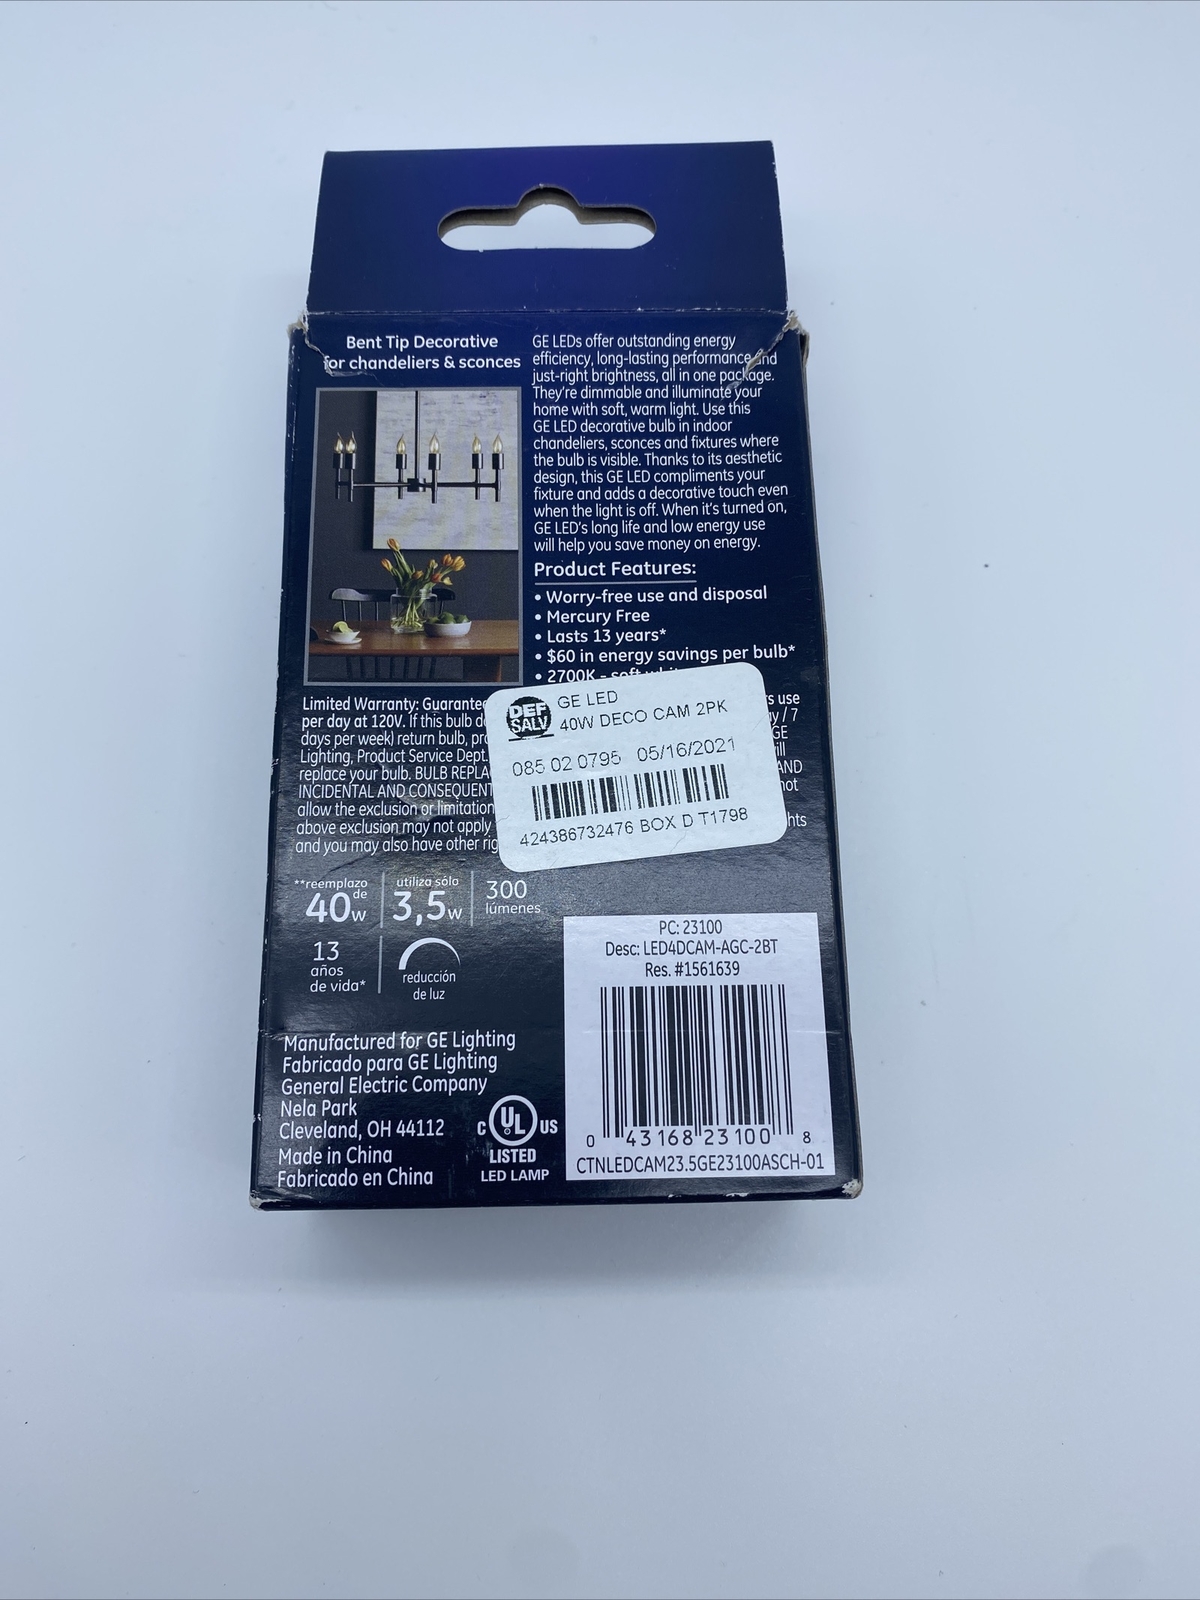 Bent Tip Decorative
for chandeliers & sconces
GE LEDs offer outstanding energy
efficiency, long-lasting performance and
just-right brightness, all in one package.
They're dimmable and illuminate your
home with soft, warm light. Use this
GE LED decorative bulb in indoor
chandeliers, sconces and fixtures where
the bulb is visible. Thanks to its aesthetic
design, this GE LED compliments your
fixture and adds a decorative touch even
when the light is off. When it's turned on,
GE LED's long life and low energy use
will help you save money on energy.
Product Features:
• Worry-free use and disposal
• Mercury Free
• Lasts 13 years*
• $60 in energy savings per bulb*
• 2700K - soft
Limited Warranty: use
per day at 120V. If this bulb / 7
days per week) return bulb, GE
Lighting, Product Service Dept.
replace your bulb. BULB AND
INCIDENTAL AND
allow the exclusion or limitation
above exclusion may not apply
and you may also have other
DEF
SALV
GE LED
40W DECO CAM 2PK
085 02 0795 05/16/2021
424386732476 BOX D T1798
**reemplazo
de
40w
utiliza sólo
3,5w
300
lúmenes
13
años
de vida*
reducción
de luz
Manufactured for GE Lighting
Fabricado para GE Lighting
General Electric Company
Nela Park
Cleveland, OH 44112
Made in China
Fabricado en China
C UL US
LISTED
LED LAMP
PC: 23100
Desc: LED4DCAM-AGC-2BT
Res. #1561639
0 43168 23100 8
CTNLEDCAM23.5GE23100ASCH-01